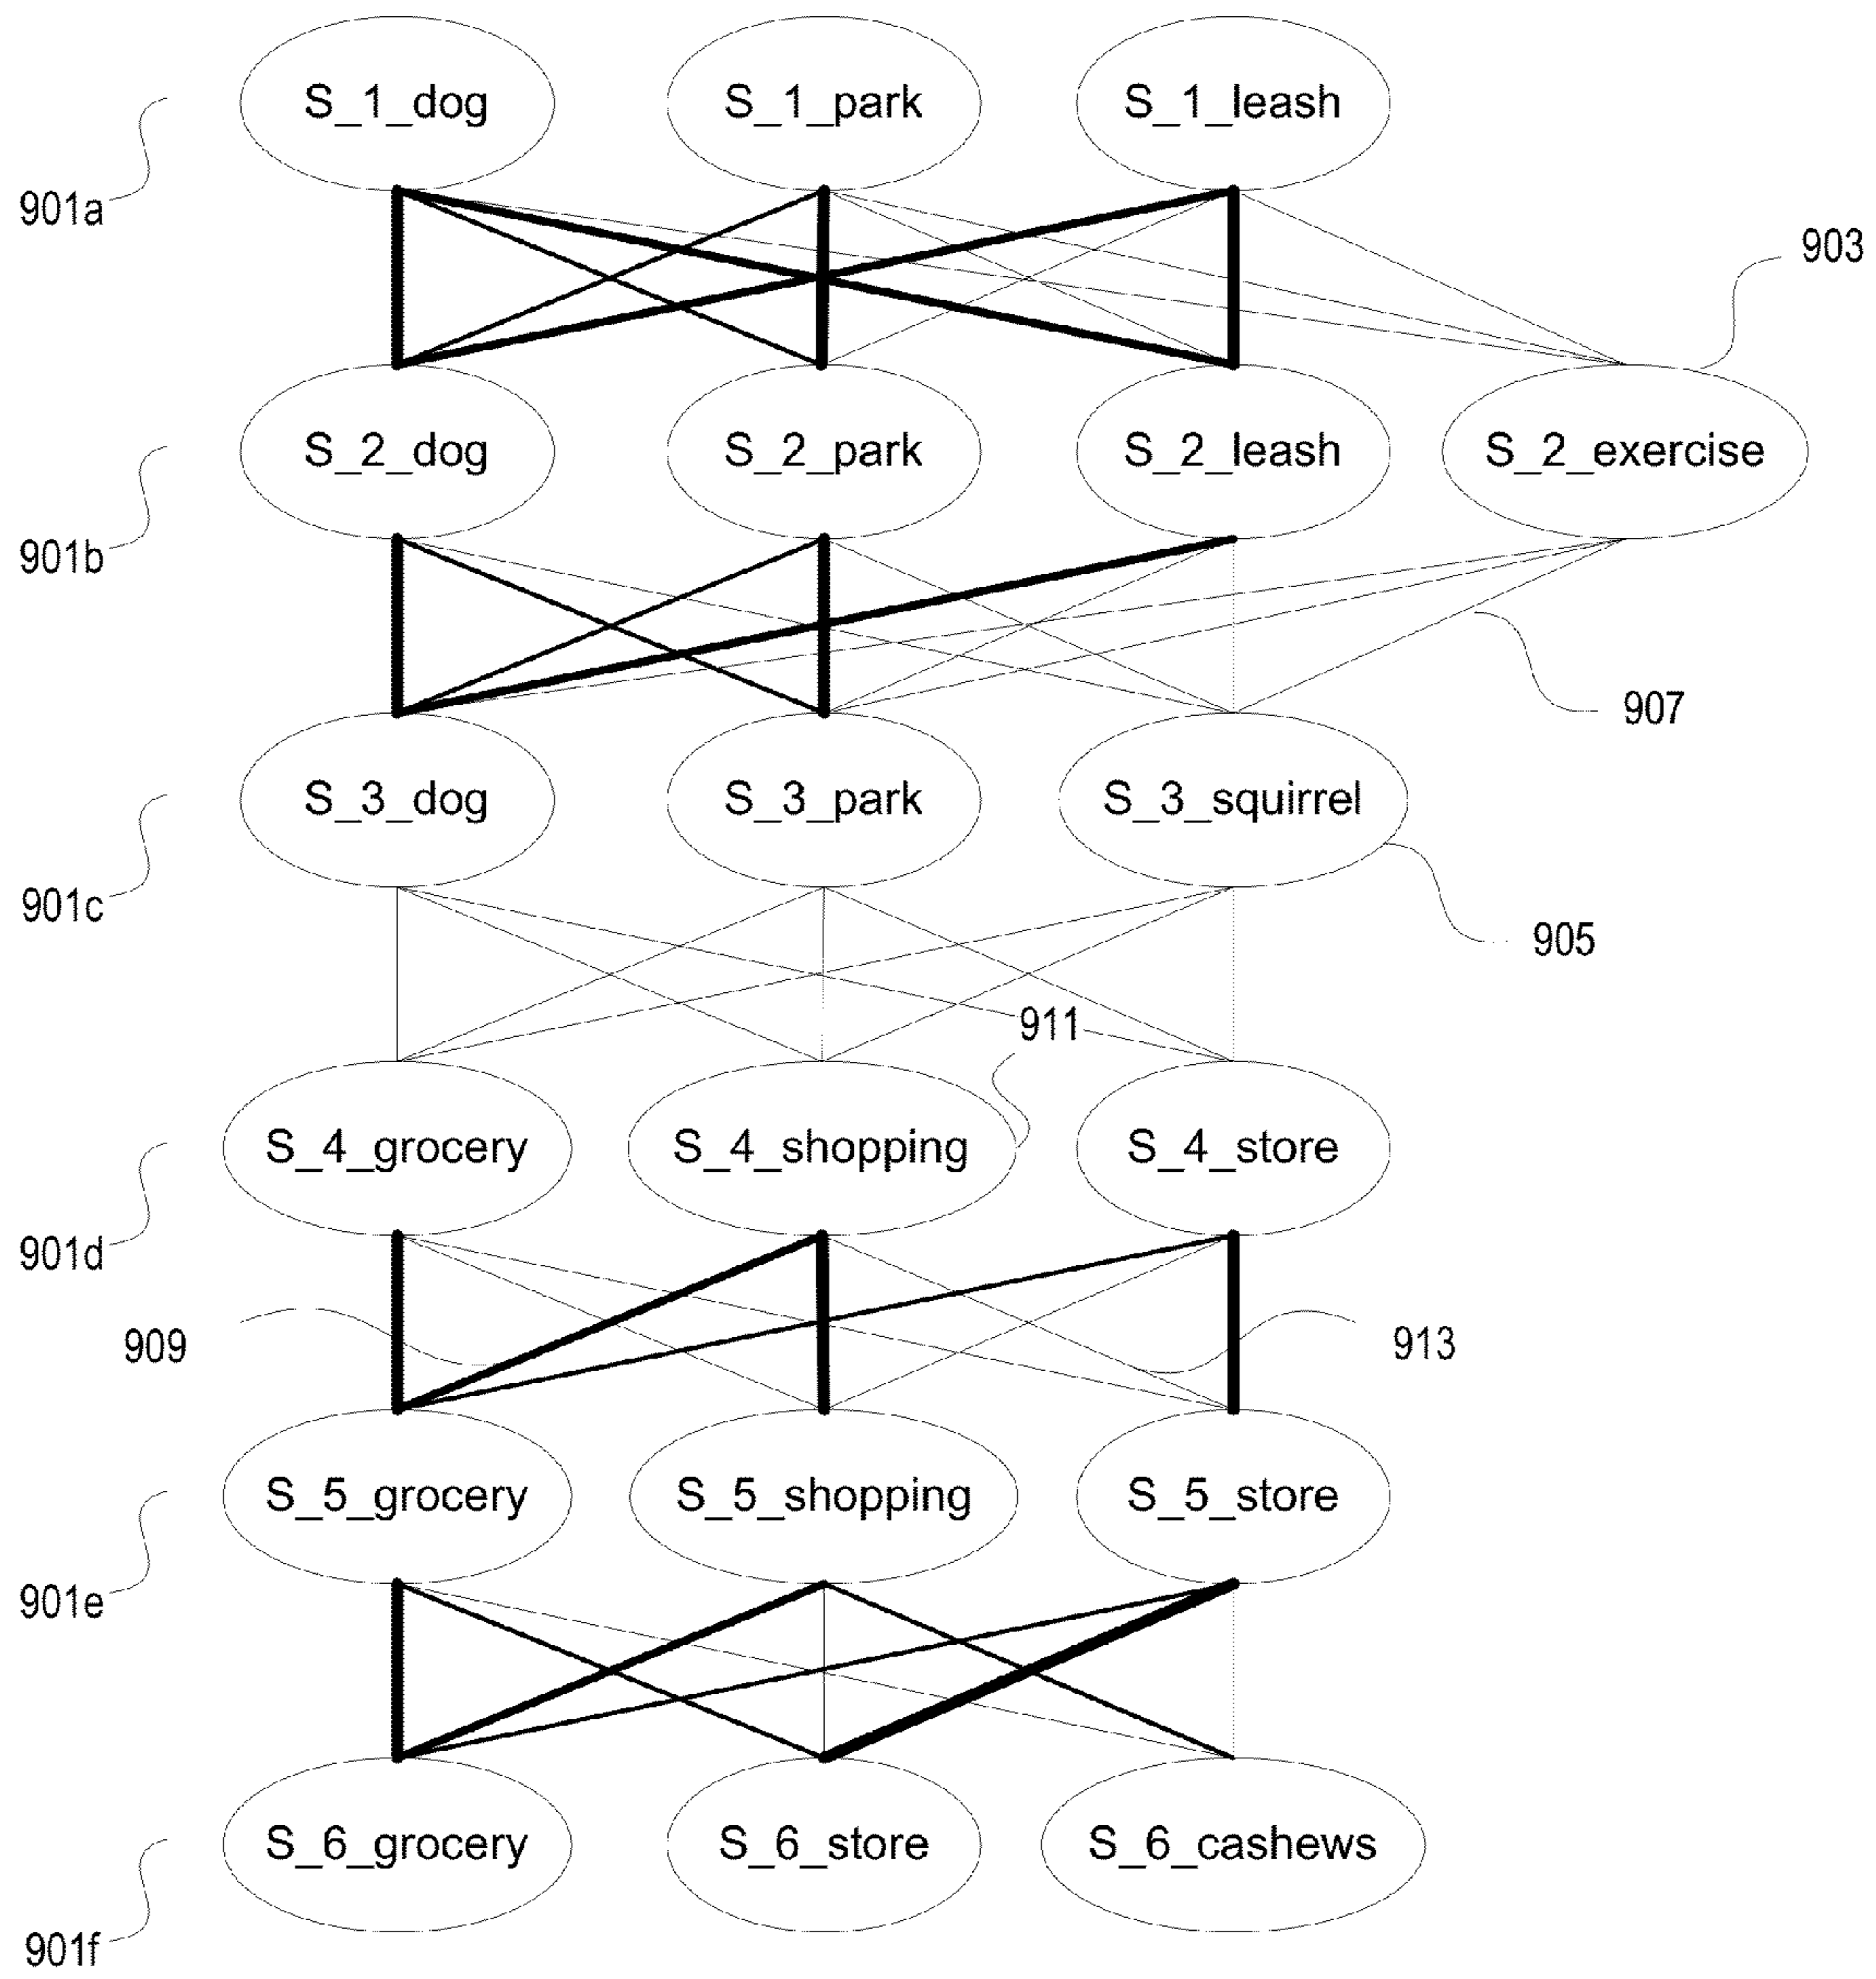 S_1_dog S_1_park S_1_leash
901a
903
S_2_dog S_2_park S_2_leash S_2_exercise
901b
907
S_3_dog S_3_park S_3_squirrel
901c
905
911
S_4_grocery S_4_shopping S_4_store
901d
909 913
S_5_grocery S_5_shopping S_5_store
901e
S_6_grocery S_6_store S_6_cashews
901f